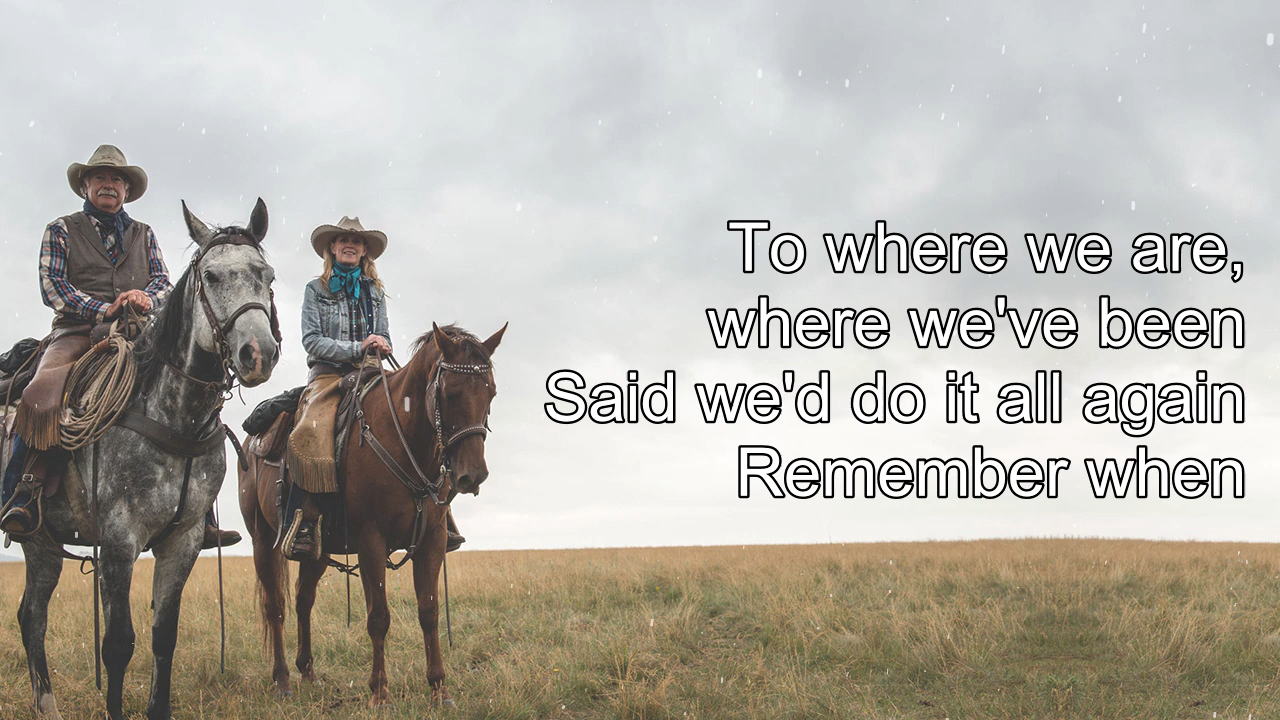 To where we are,
where we've been
Said we'd do it all again
Remember when